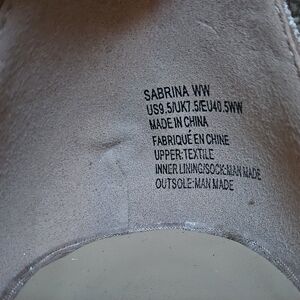 SABRINA WW
US9.5/UK7.5/EU40.5WW
MADE IN CHINA
FABRIQUÉ EN CHINE
UPPER:TEXTILE
INNER LINING/SOCK:MAN MADE
OUTSOLE:MAN MADE